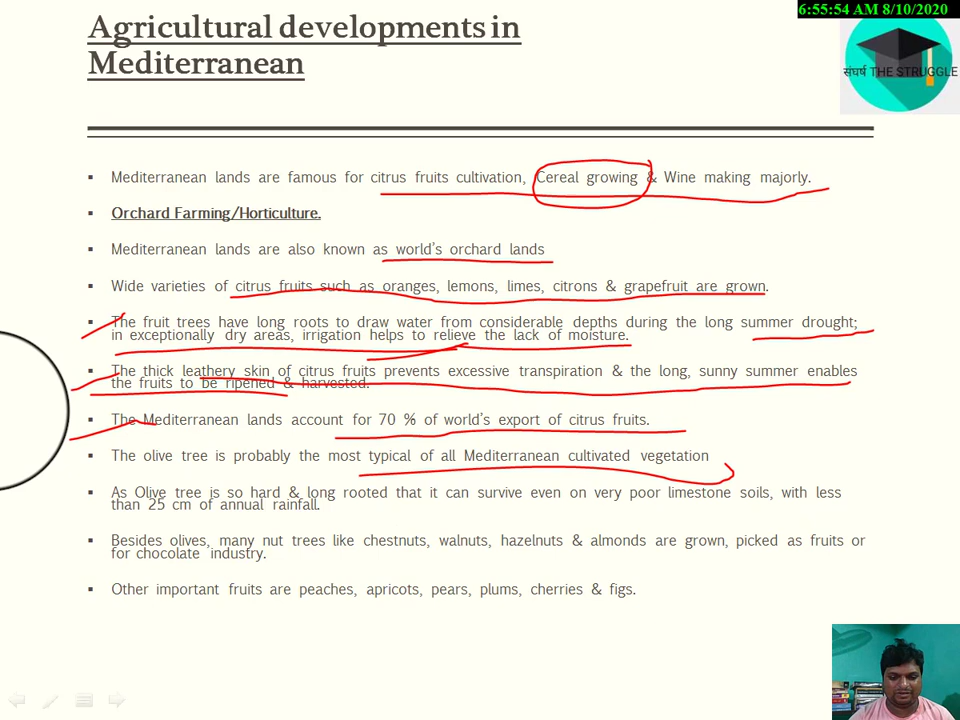 6:55:54 AM 8/10/2020
Agricultural developments in
Mediterranean
संघर्ष THE STRUGGLE
▪ Mediterranean lands are famous for citrus fruits cultivation, Cereal growing & Wine making majorly.
▪ Orchard Farming/Horticulture.
▪ Mediterranean lands are also known as world's orchard lands
▪ Wide varieties of citrus fruits such as oranges, lemons, limes, citrons & grapefruit are grown.
▪ The fruit trees have long roots to draw water from considerable depths during the long summer drought;
in exceptionally dry areas, irrigation helps to relieve the lack of moisture.
▪ The thick leathery skin of citrus fruits prevents excessive transpiration & the long, sunny summer enables
the fruits to be ripened & harvested.
▪ The Mediterranean lands account for 70 % of world's export of citrus fruits.
▪ The olive tree is probably the most typical of all Mediterranean cultivated vegetation
▪ As Olive tree is so hard & long rooted that it can survive even on very poor limestone soils, with less
than 25 cm of annual rainfall.
▪ Besides olives, many nut trees like chestnuts, walnuts, hazelnuts & almonds are grown, picked as fruits or
for chocolate industry.
▪ Other important fruits are peaches, apricots, pears, plums, cherries & figs.